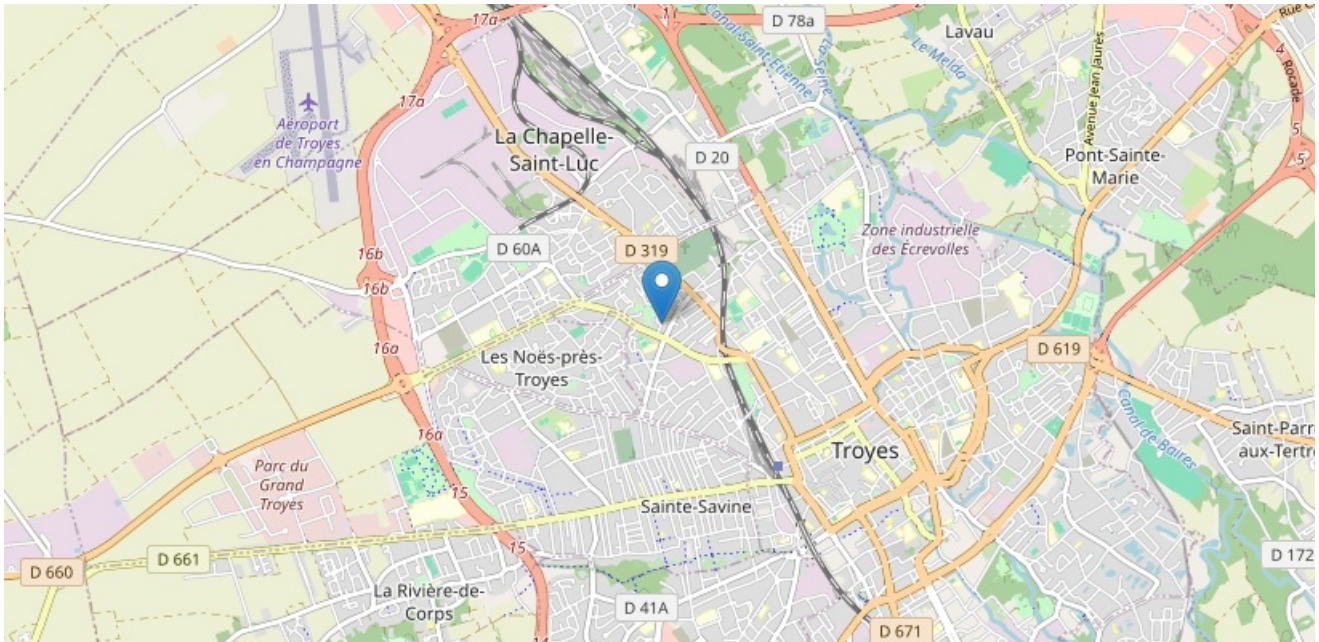 17a
D 78a
Lavau
Rue C
Canal-Saint-Etienne
La Seine
Le Melda
Avenue Jean Jaurès
4
Rocade
17a
Aéroport
de Troyes
en Champagne
La Chapelle-
Saint-Luc
D 20
Pont-Sainte-
Marie
5
5
Zone industrielle
des Écrevolles
D 60A
D 319
16b
16b
16a
Les Noës-près-
Troyes
D 619
Canal de Baires
16a
Troyes
Saint-Parr
aux-Tertre
Parc du
Grand
Troyes
15
Sainte-Savine
15
D 661
D 660
D 172
La Rivière-de-
Corps
D 41A
D 671